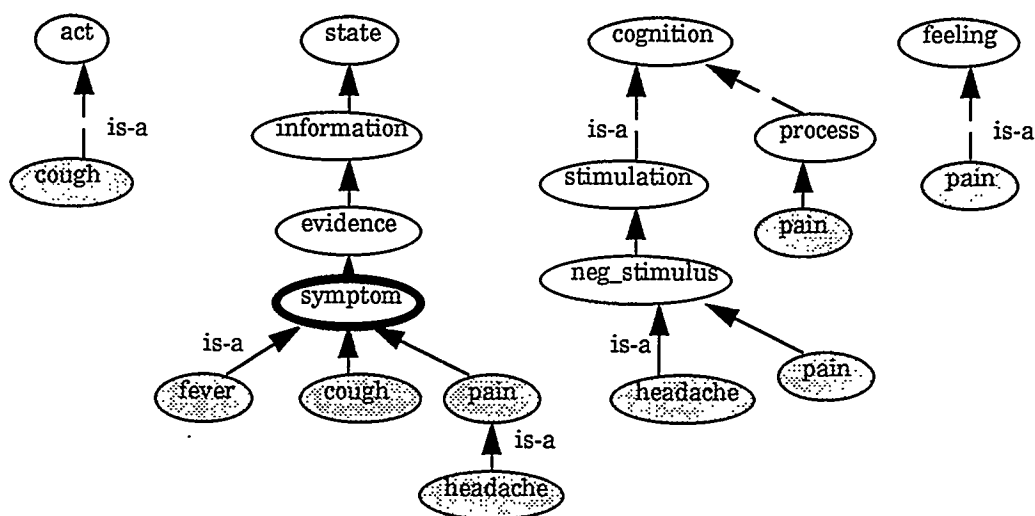 act
state
cognition
feeling
is-a
information
is-a
process
is-a
cough
stimulation
pain
evidence
pain
symptom
neg_stimulus
is-a
is-a
fever
cough
pain
headache
pain
is-a
headache